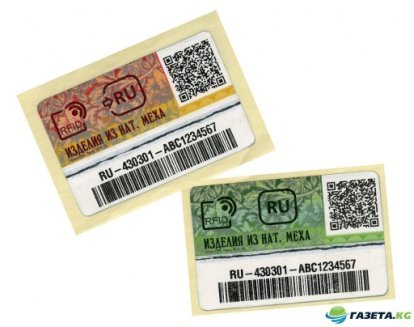 RU
RFID
ИЗДЕЛИЯ ИЗ НАТ. МЕХА
RU-430301-ABC1234567
RFID
RU
ИЗДЕЛИЯ ИЗ НАТ. МЕХА
RU-430301-ABC1234567
ГАЗЕТА.KG